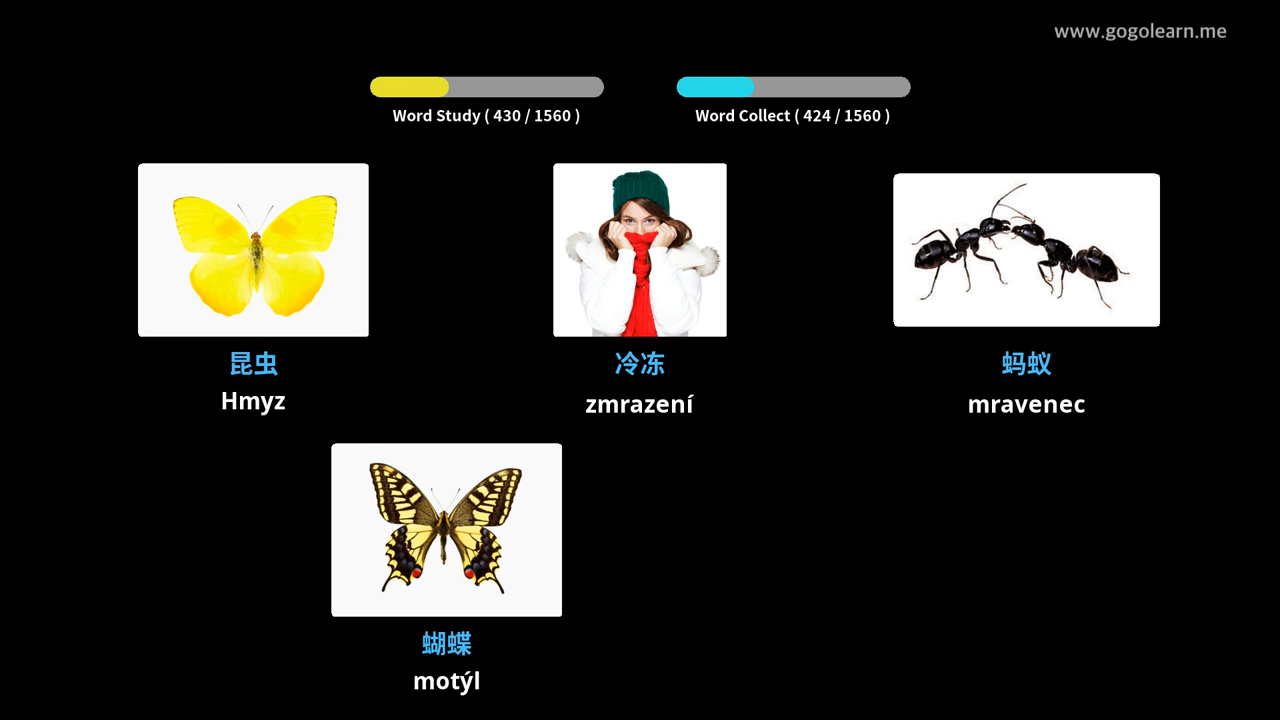 www.gogolearn.me
Word Study ( 430 / 1560 )
Word Collect ( 424 / 1560 )
昆虫
Hmyz
冷冻
zmrazení
蚂蚁
mravenec
蝴蝶
motýl